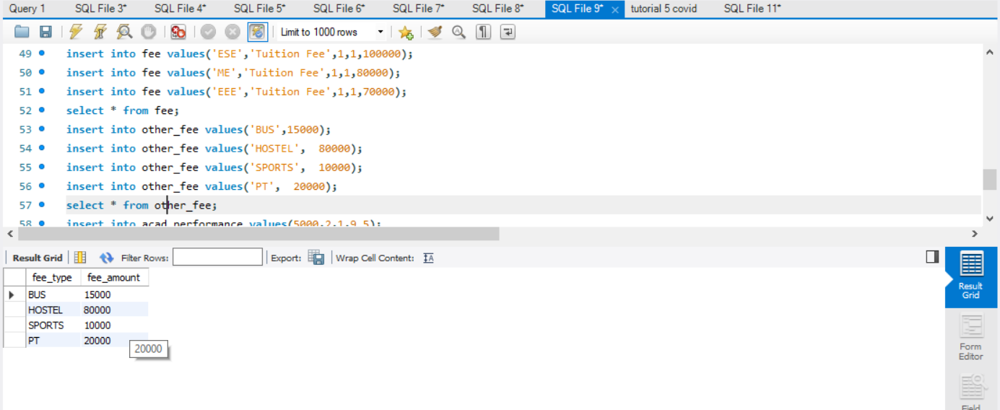 Query 1 SQL File 3* SQL File 4* SQL File 5* SQL File 6* SQL File 7* SQL File 8* SQL File 9* × tutorial 5 covid SQL File 11*
Limit to 1000 rows
49 insert into fee values('ESE','Tuition Fee',1,1,100000);
50 insert into fee values('ME','Tuition Fee',1,1,80000);
51 insert into fee values('EEE','Tuition Fee',1,1,70000);
52 select * from fee;
53 insert into other_fee values('BUS',15000);
54 insert into other_fee values('HOSTEL',  80000);
55 insert into other_fee values('SPORTS',  10000);
56 insert into other_fee values('PT',  20000);
57 select * from other_fee;
58 insert into acad_performance values(5000,2,1,9.5);
Result Grid Filter Rows: Export: Wrap Cell Content:
fee_type fee_amount
BUS 15000
HOSTEL 80000
SPORTS 10000
PT 20000
20000
Result
Grid
Form
Editor
Field